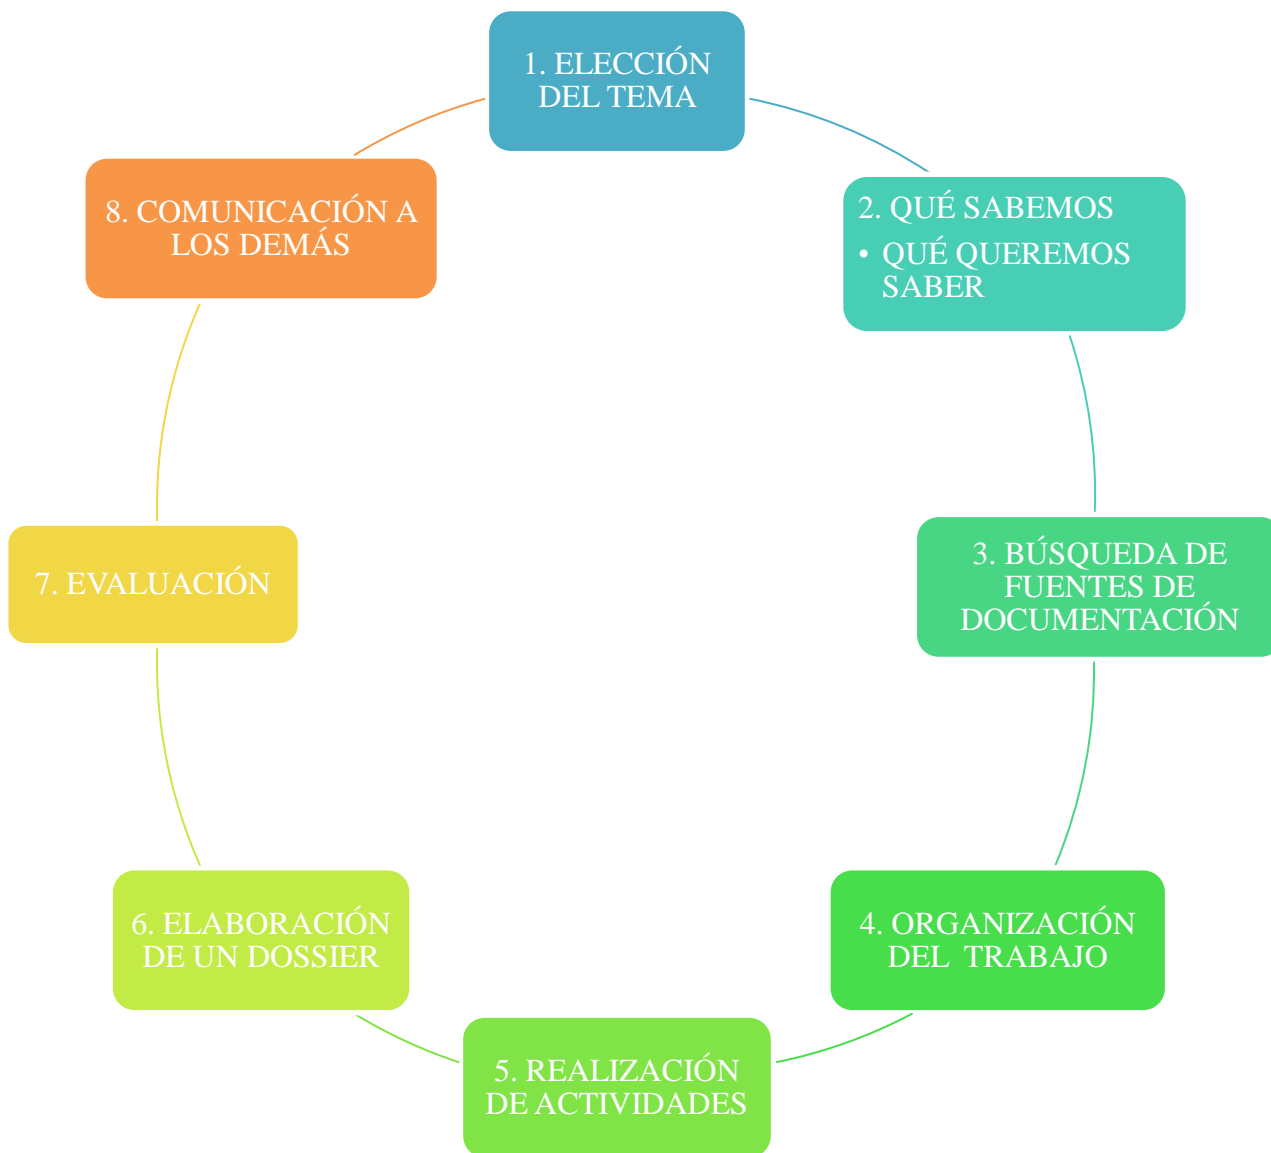 1. ELECCIÓN
DEL TEMA
2. QUÉ SABEMOS
• QUÉ QUEREMOS
SABER
3. BÚSQUEDA DE
FUENTES DE
DOCUMENTACIÓN
4. ORGANIZACIÓN
DEL TRABAJO
5. REALIZACIÓN
DE ACTIVIDADES
6. ELABORACIÓN
DE UN DOSSIER
7. EVALUACIÓN
8. COMUNICACIÓN A
LOS DEMÁS